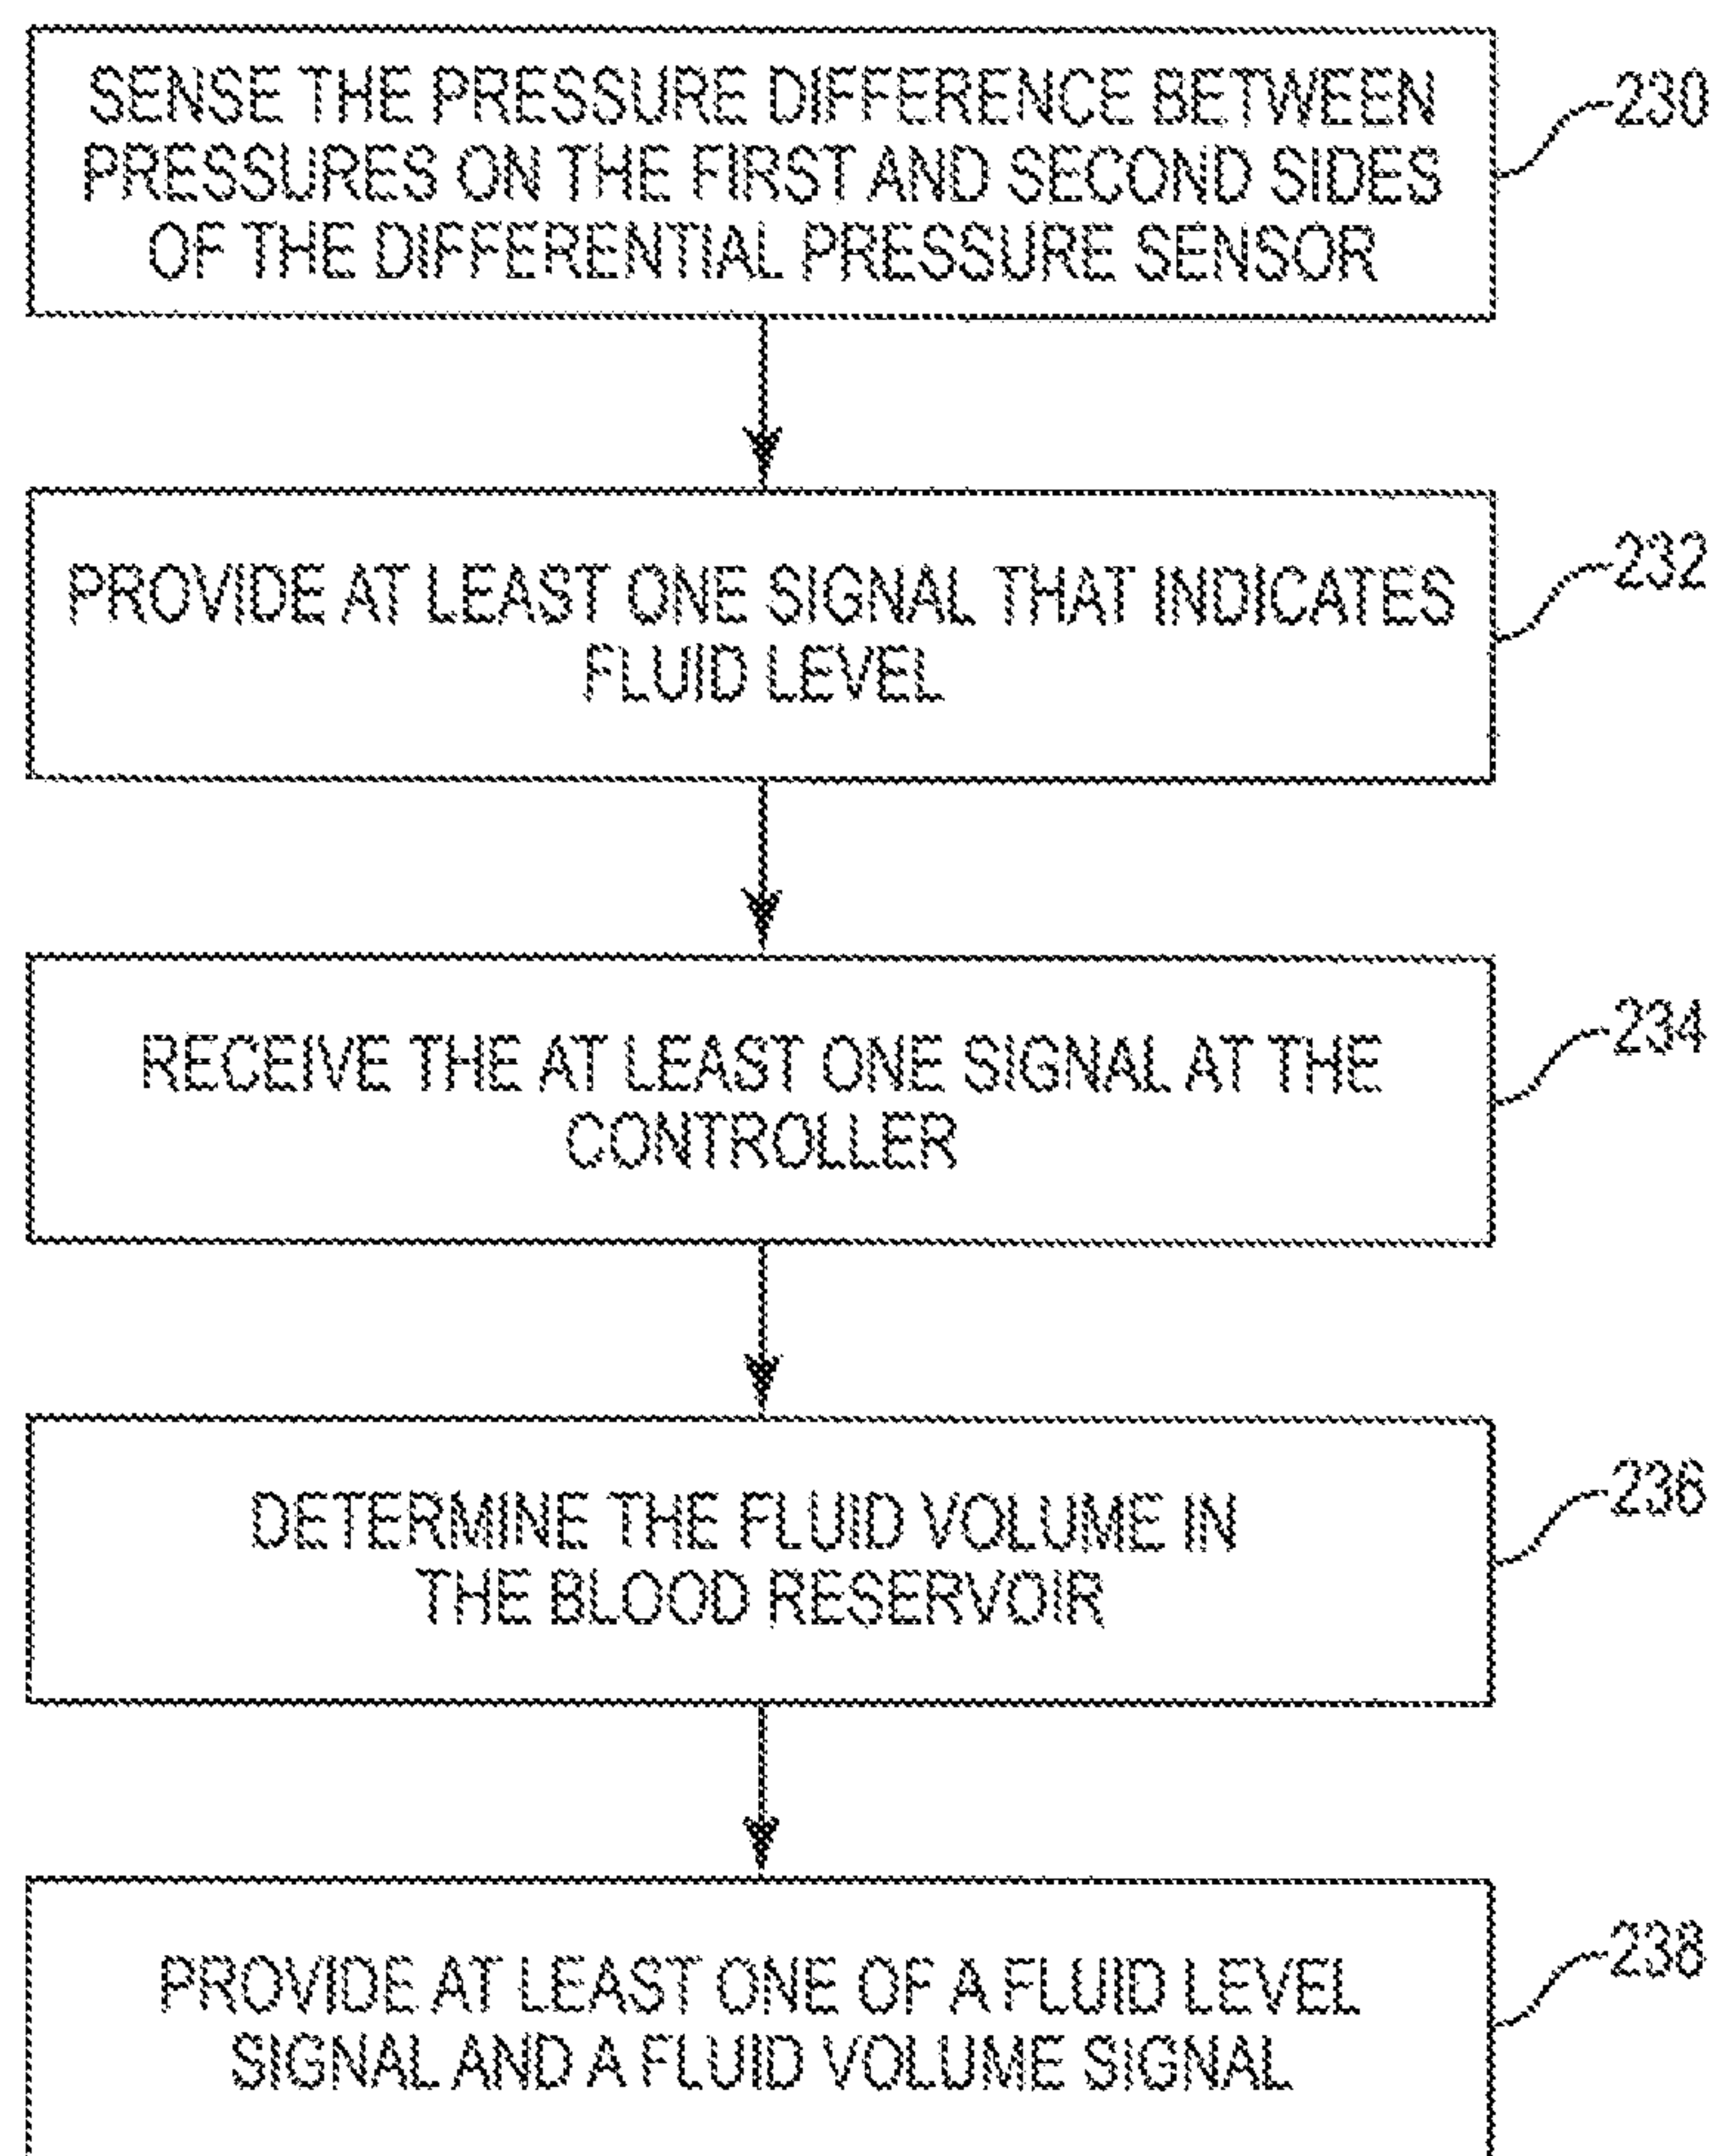 SENSE THE PRESSURE DIFFERENCE BETWEEN
PRESSURES ON THE FIRST AND SECOND SIDES
OF THE DIFFERENTIAL PRESSURE SENSOR
230
PROVIDE AT LEAST ONE SIGNAL THAT INDICATES
FLUID LEVEL
232
RECEIVE THE AT LEAST ONE SIGNAL AT THE
CONTROLLER
234
DETERMINE THE FLUID VOLUME IN
THE BLOOD RESERVOIR
236
PROVIDE AT LEAST ONE OF A FLUID LEVEL
SIGNAL AND A FLUID VOLUME SIGNAL
238